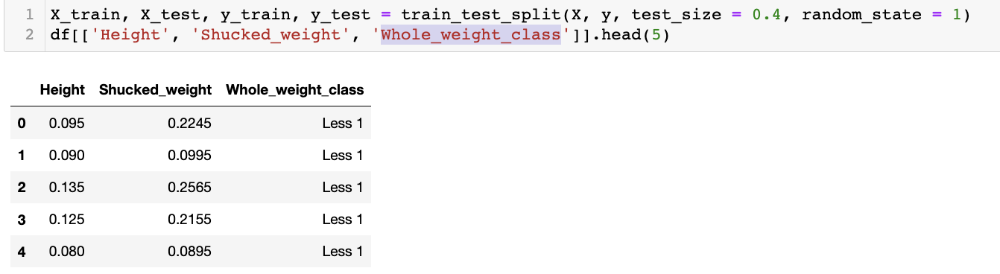 1 X_train, X_test, y_train, y_test = train_test_split(X, y, test_size = 0.4, random_state = 1)
2 df[['Height', 'Shucked_weight', 'Whole_weight_class']].head(5)
Height Shucked_weight Whole_weight_class
0 0.095 0.2245 Less 1
1 0.090 0.0995 Less 1
2 0.135 0.2565 Less 1
3 0.125 0.2155 Less 1
4 0.080 0.0895 Less 1